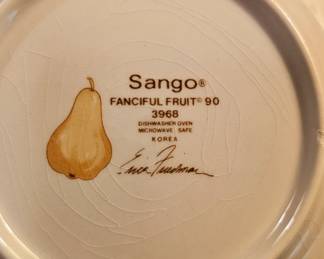 Sango®
FANCIFUL FRUIT© 90
3968
DISHWASHER OVEN
MICROWAVE SAFE
KOREA